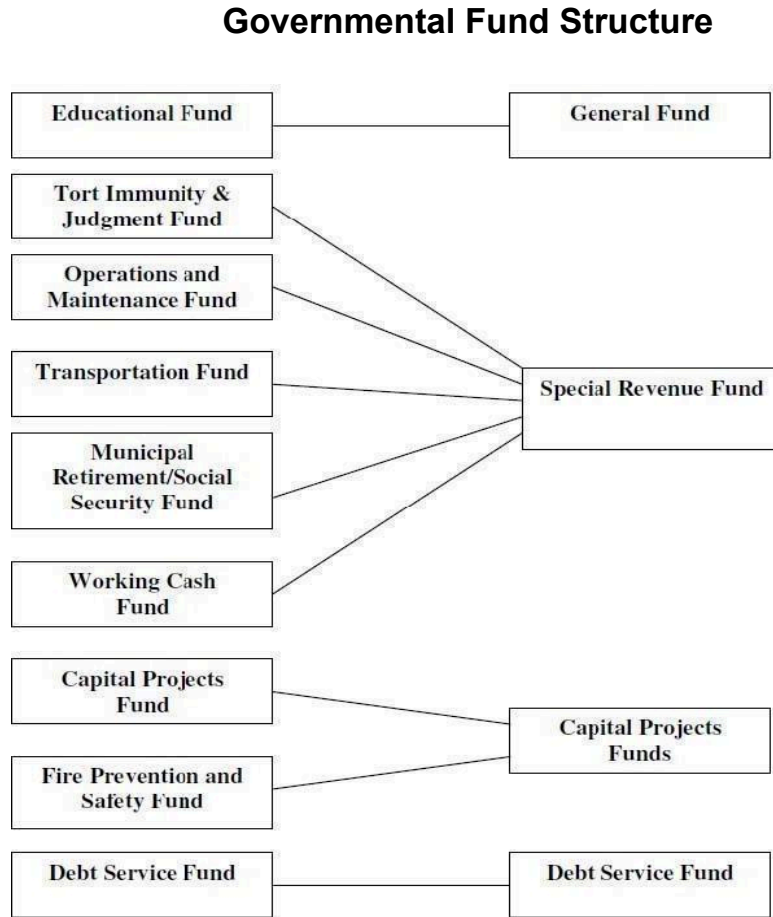 Governmental Fund Structure
Educational Fund
General Fund
Tort Immunity &
Judgment Fund
Operations and
Maintenance Fund
Transportation Fund
Special Revenue Fund
Municipal
Retirement/Social
Security Fund
Working Cash
Fund
Capital Projects
Fund
Capital Projects
Funds
Fire Prevention and
Safety Fund
Debt Service Fund
Debt Service Fund